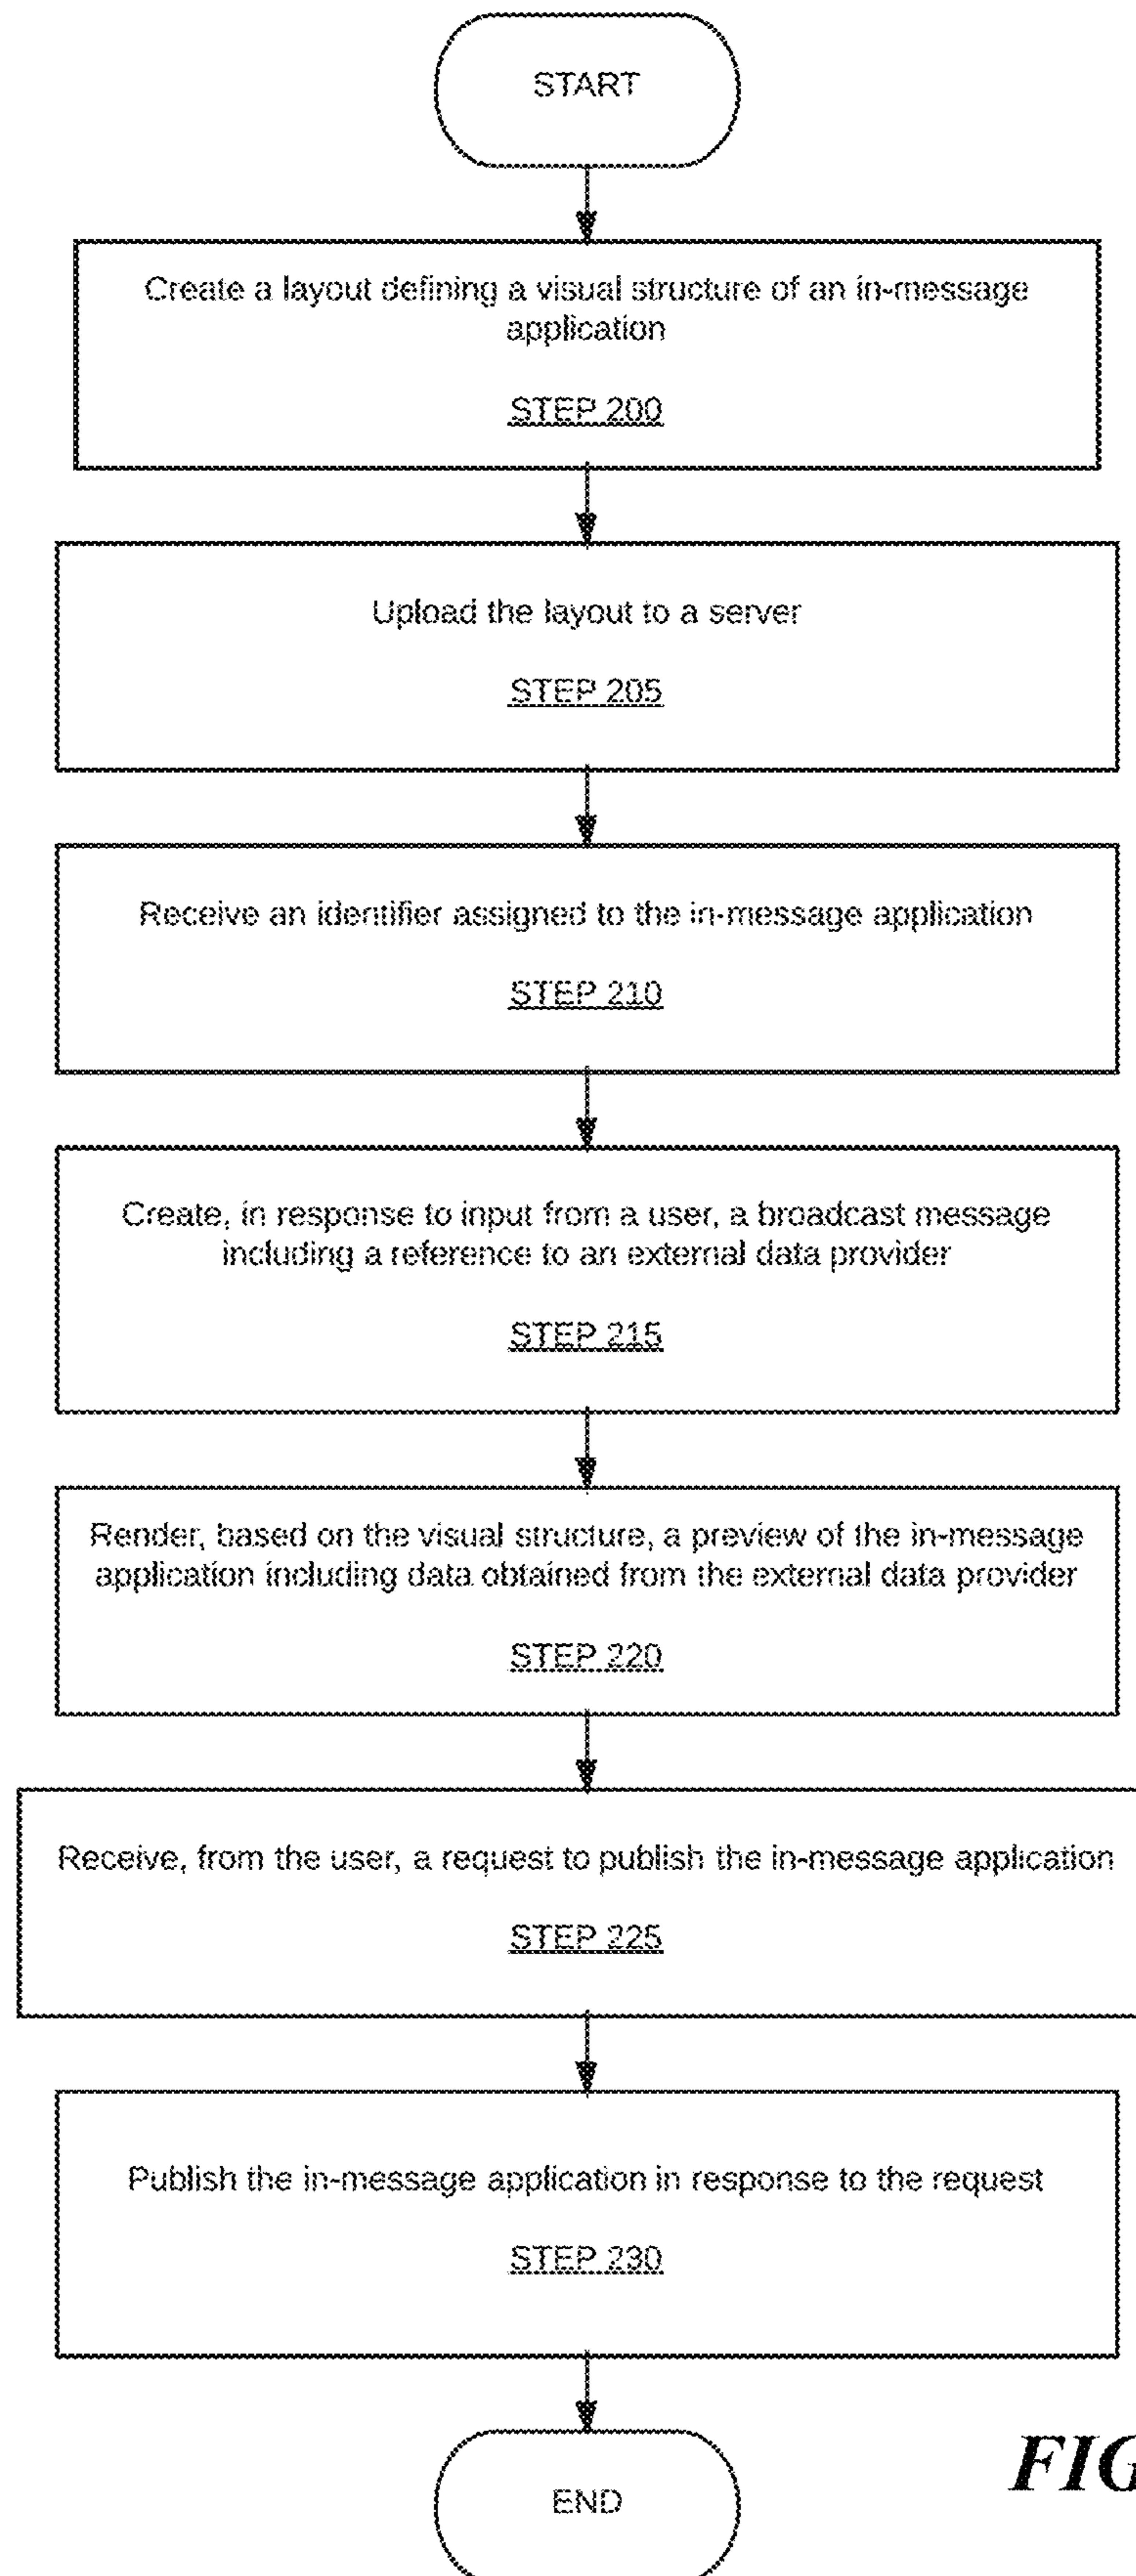 START
Create a layout defining a visual structure of an in-message
application
STEP 200
Upload the layout to a server
STEP 205
Receive an identifier assigned to the in-message application
STEP 210
Create, in response to input from a user, a broadcast message
including a reference to an external data provider
STEP 215
Render, based on the visual structure, a preview of the in-message
application including data obtained from the external data provider
STEP 220
Receive, from the user, a request to publish the in-message application
STEP 225
Publish the in-message application in response to the request
STEP 230
FIG
END